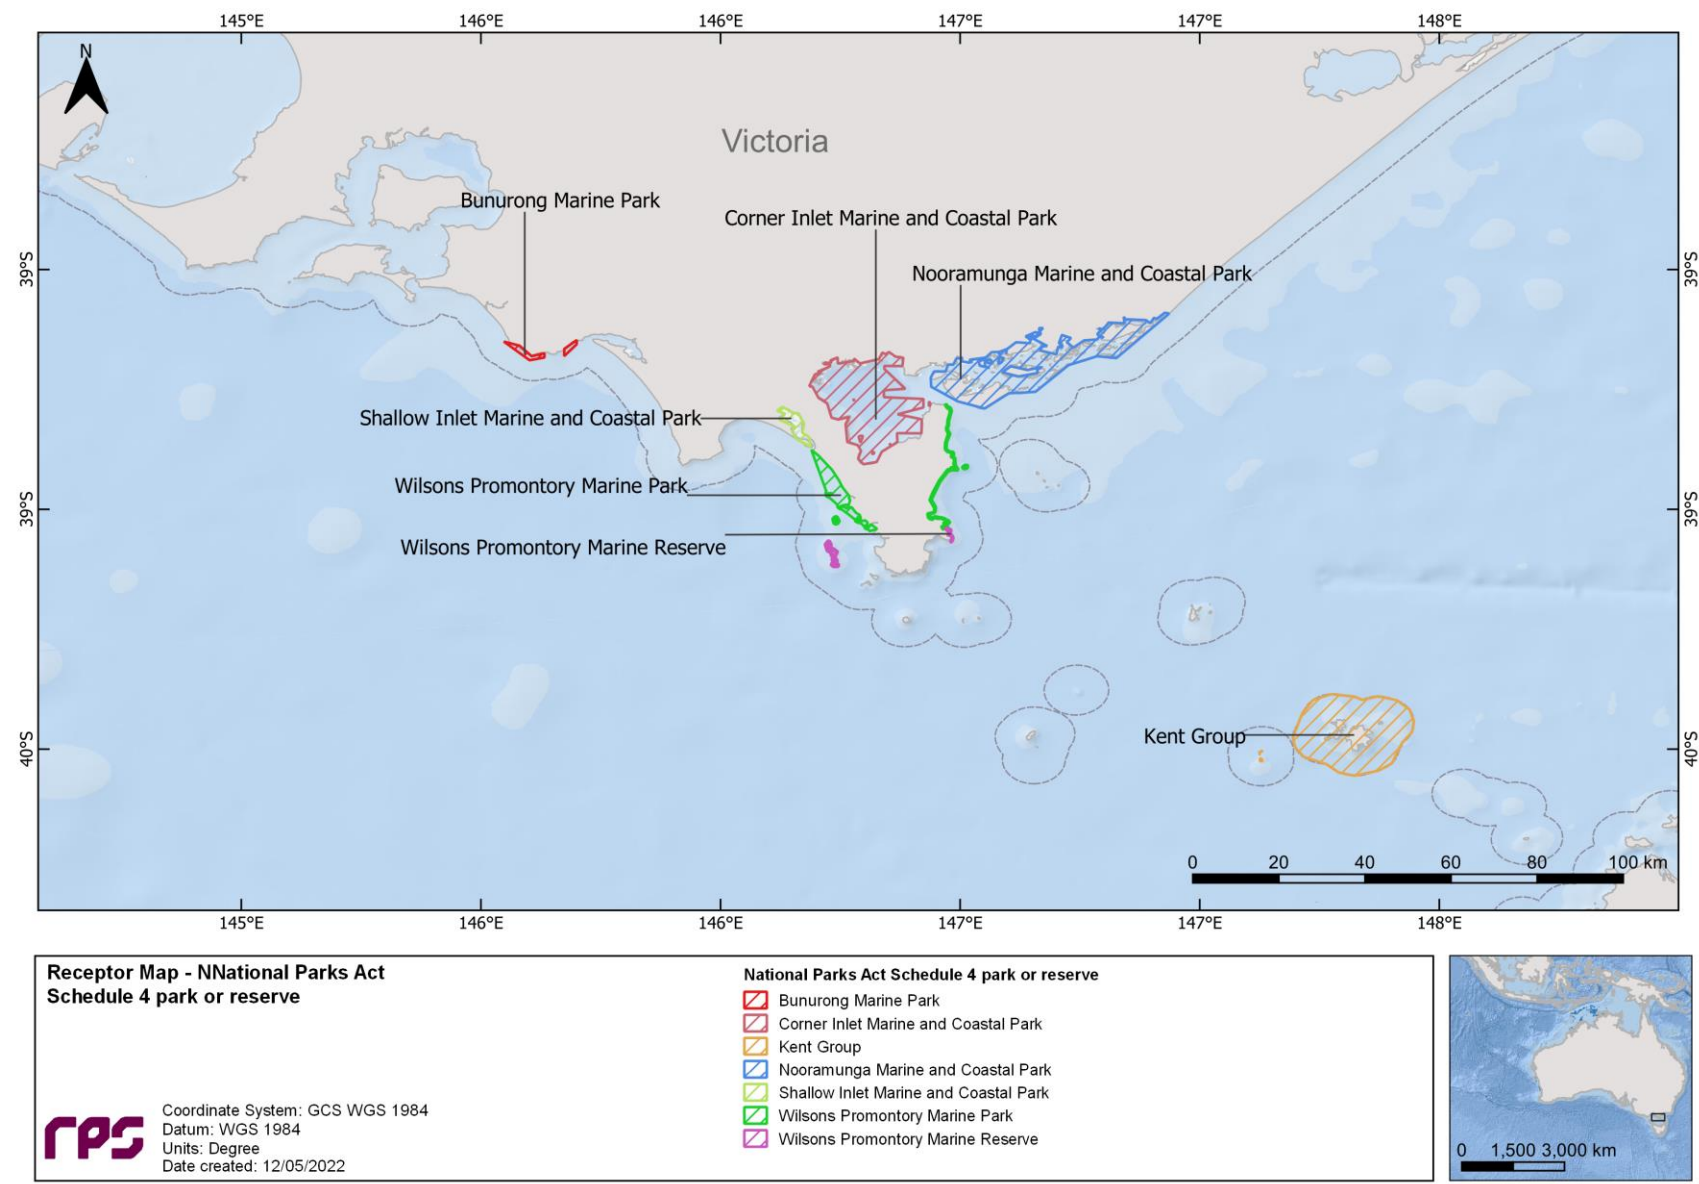 145°E 146°E 146°E 147°E 147°E 148°E
N
Victoria
Bunurong Marine Park
Corner Inlet Marine and Coastal Park
Nooramunga Marine and Coastal Park
39°S 39°S
Shallow Inlet Marine and Coastal Park
Wilsons Promontory Marine Park
39°S 39°S
Wilsons Promontory Marine Reserve
Kent Group
40°S 40°S
0 20 40 60 80 100 km
145°E 146°E 146°E 147°E 147°E 148°E
Receptor Map - NNational Parks Act
Schedule 4 park or reserve
rps
Coordinate System: GCS WGS 1984
Datum: WGS 1984
Units: Degree
Date created: 12/05/2022
National Parks Act Schedule 4 park or reserve
Bunurong Marine Park
Corner Inlet Marine and Coastal Park
Kent Group
Nooramunga Marine and Coastal Park
Shallow Inlet Marine and Coastal Park
Wilsons Promontory Marine Park
Wilsons Promontory Marine Reserve
0 1,500 3,000 km